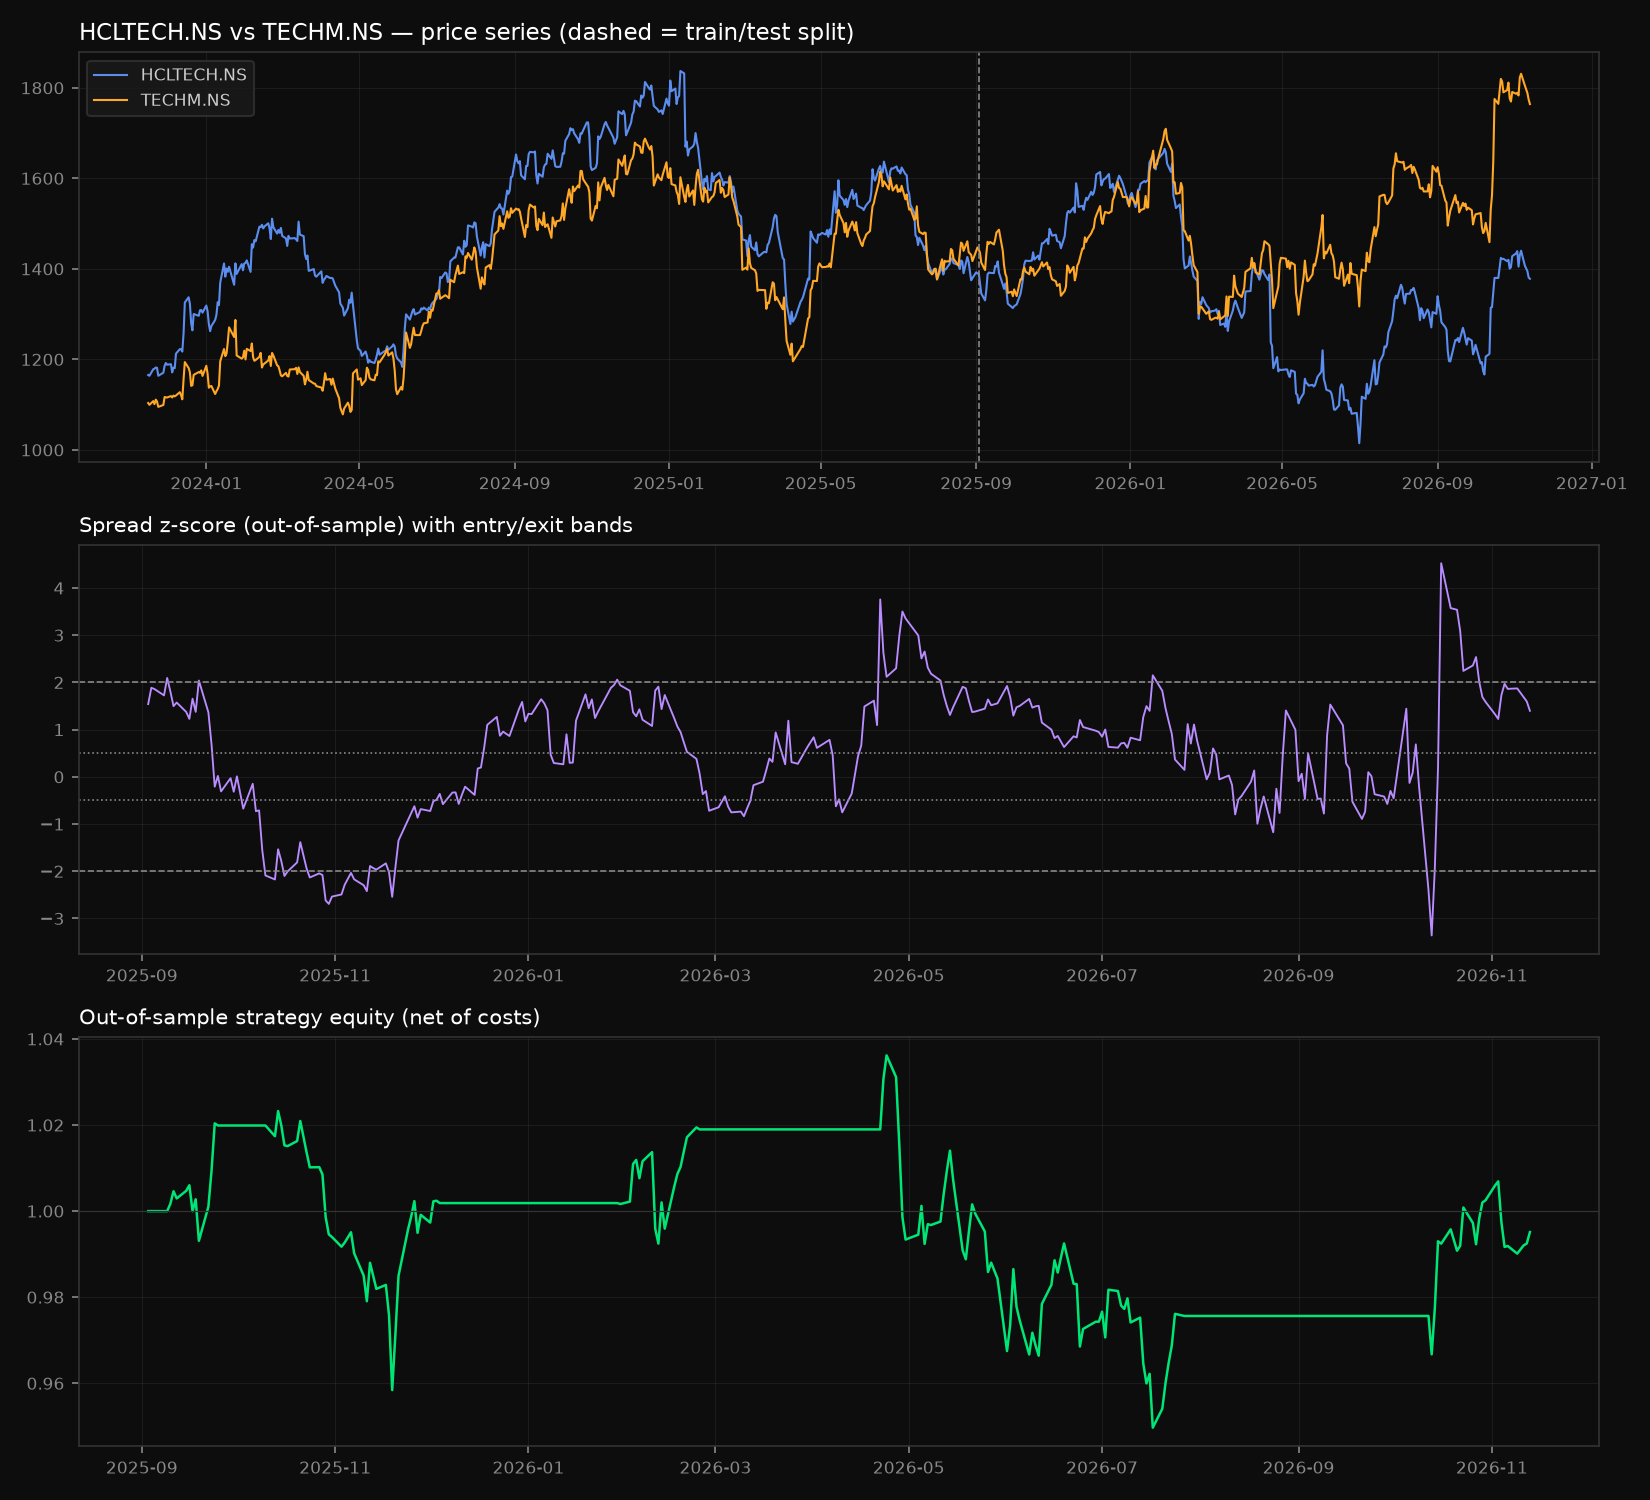 HCLTECH.NS vs TECHM.NS — price series (dashed = train/test split)
HCLTECH.NS
TECHM.NS
1800
1600
1400
1200
1000
2024-01 2024-05 2024-09 2025-01 2025-05 2025-09 2026-01 2026-05 2026-09 2027-01
Spread z-score (out-of-sample) with entry/exit bands
4
3
2
1
0
−1
−2
−3
2025-09 2025-11 2026-01 2026-03 2026-05 2026-07 2026-09 2026-11
Out-of-sample strategy equity (net of costs)
1.04
1.02
1.00
0.98
0.96
2025-09 2025-11 2026-01 2026-03 2026-05 2026-07 2026-09 2026-11